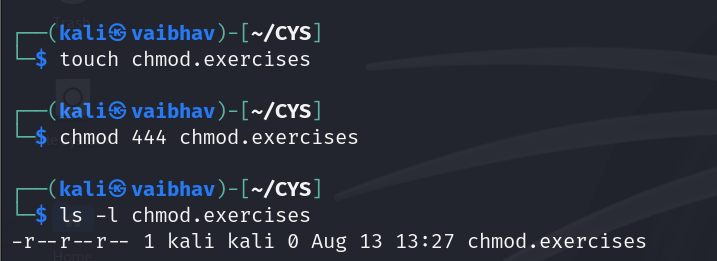 ┌──(kali㉿vaibhav)-[~/CYS]
└─$ touch chmod.exercises
┌──(kali㉿vaibhav)-[~/CYS]
└─$ chmod 444 chmod.exercises
┌──(kali㉿vaibhav)-[~/CYS]
└─$ ls -l chmod.exercises
-r--r--r-- 1 kali kali 0 Aug 13 13:27 chmod.exercises
Home